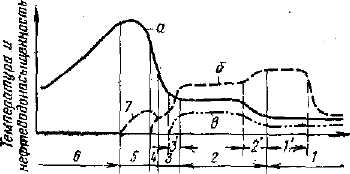 Температура и
нефтеводонасыщенность
а
б
7
в
6 5 4 3 3' 2 2' 1' 1